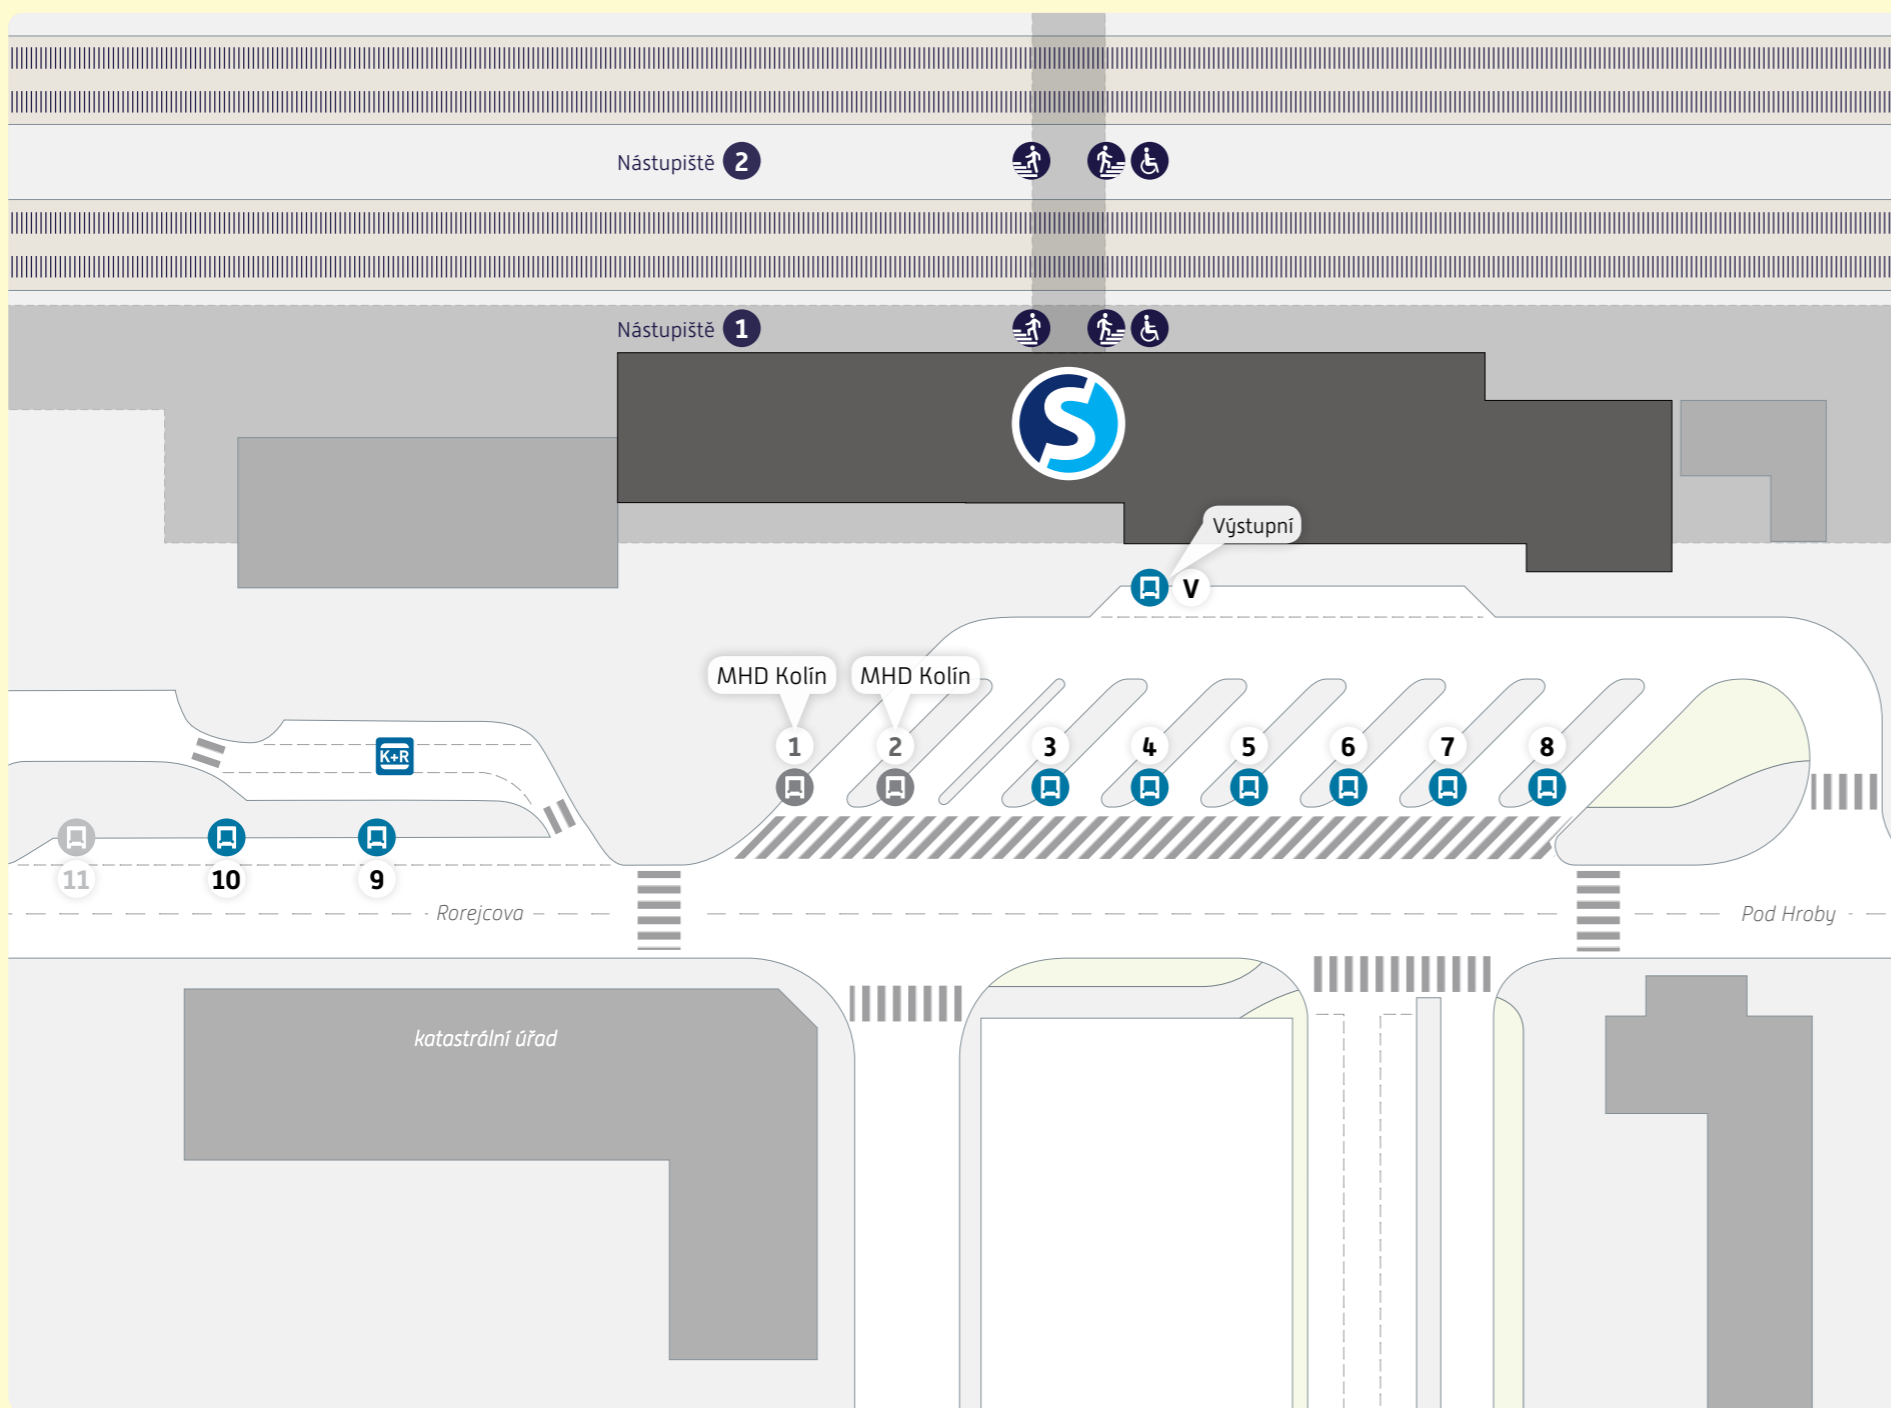 Nástupiště 2
Nástupiště 1
S
Výstupní
V
MHD Kolín
MHD Kolín
1
2
3
4
5
6
7
8
K+R
11
10
9
Rorejcova
Pod Hroby
katastrální úřad